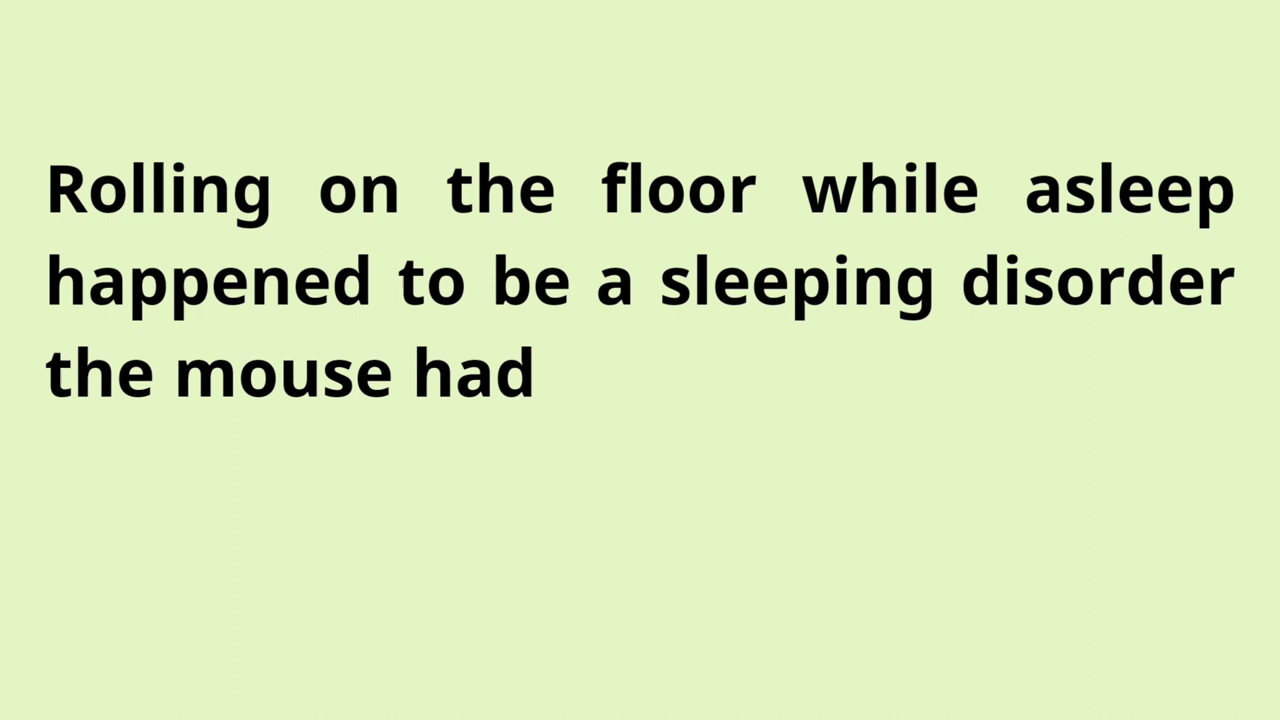 Rolling on the floor while asleep
happened to be a sleeping disorder
the mouse had